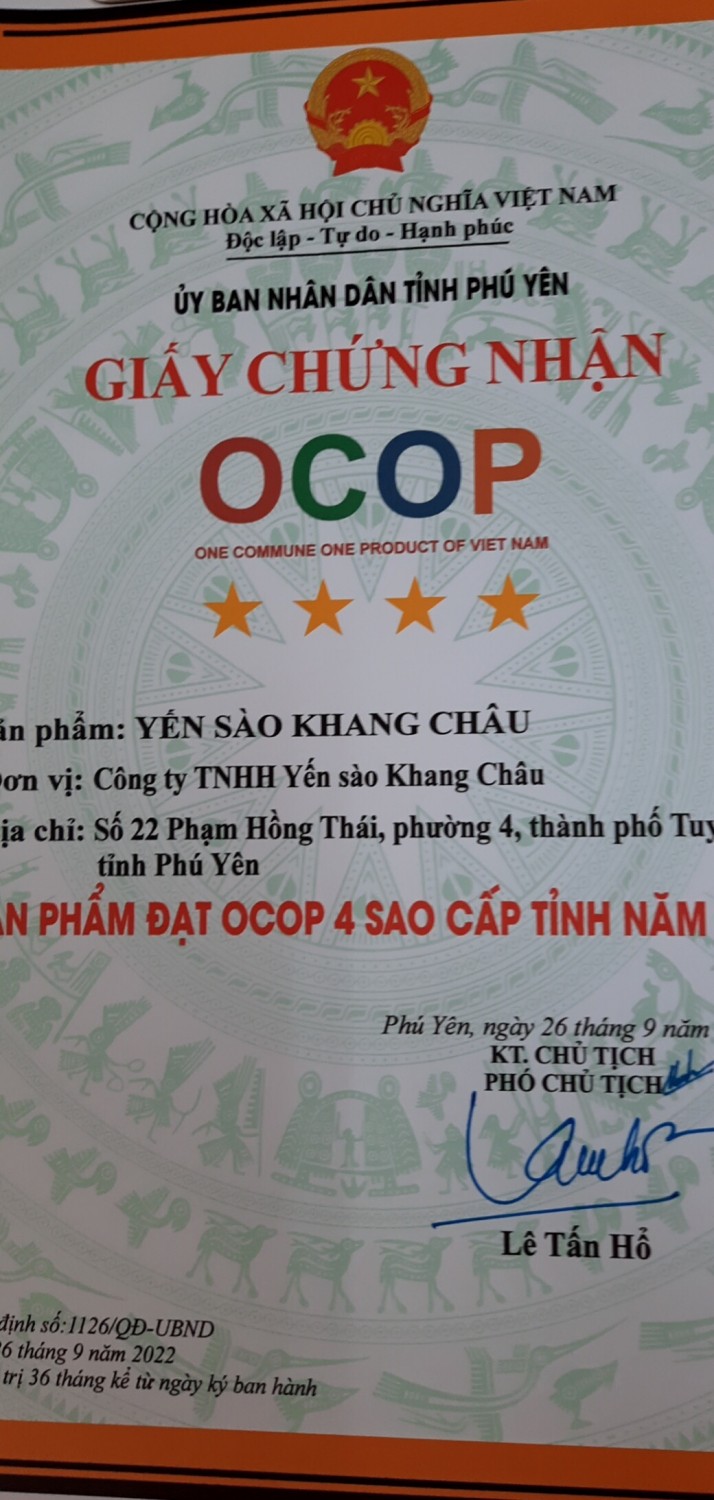 CỘNG HÒA XÃ HỘI CHỦ NGHĨA VIỆT NAM
Độc lập - Tự do - Hạnh phúc
ỦY BAN NHÂN DÂN TỈNH PHÚ YÊN
GIẤY CHỨNG NHẬN
OCOP
ONE COMMUNE ONE PRODUCT OF VIET NAM
phẩm: YẾN SÀO KHANG CHÂU
vị: Công ty TNHH Yến sào Khang Châu
chỉ: Số 22 Phạm Hồng Thái, phường 4, thành phố Tuy
tỉnh Phú Yên
PHẨM ĐẠT OCOP 4 SAO CẤP TỈNH NĂM
Phú Yên, ngày 26 tháng 9 năm
KT. CHỦ TỊCH
PHÓ CHỦ TỊCH
Lê Tấn Hổ
định số:1126/QĐ-UBND
6 tháng 9 năm 2022
trị 36 tháng kể từ ngày ký ban hành